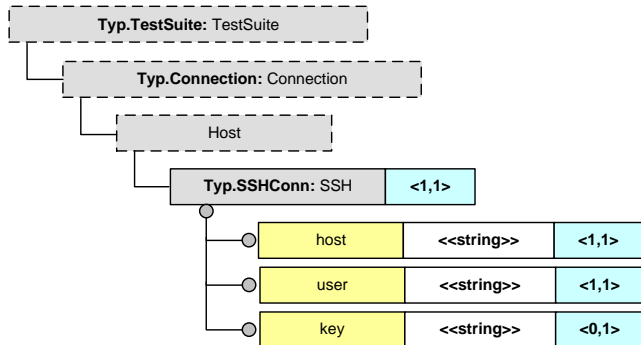 Typ.TestSuite: TestSuite
Typ.Connection: Connection
Host
Typ.SSHConn: SSH <1,1>
host <<string>> <1,1>
user <<string>> <1,1>
key <<string>> <0,1>